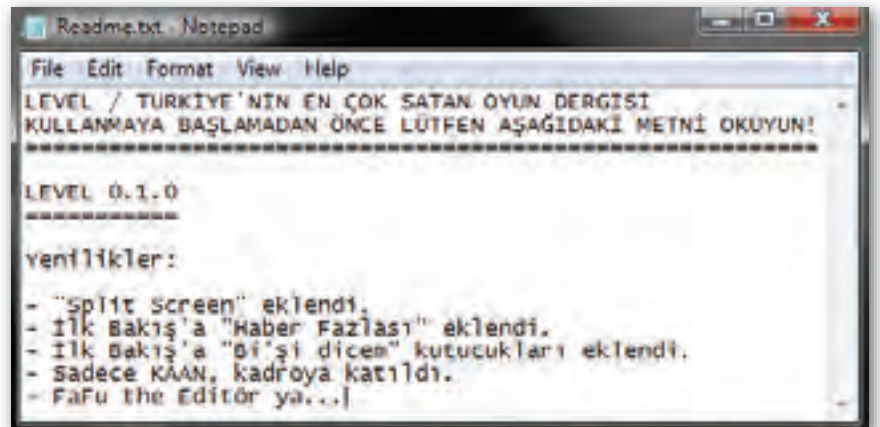 Readme.txt - Notepad
File Edit Format View Help
LEVEL / TÜRKİYE'NİN EN ÇOK SATAN OYUN DERGİSİ
KULLANMAYA BAŞLAMADAN ÖNCE LÜTFEN AŞAĞIDAKİ METNİ OKUYUN!
=========================================================
LEVEL 0.1.0
===========
Yenilikler:
- "Split Screen" eklendi.
- İlk Bakış'a "Haber Fazlası" eklendi.
- İlk Bakış'a "Bi'şi dicem" kutucukları eklendi.
- Sadece KAAN, kadroya katıldı.
- FaFu the Editör ya...